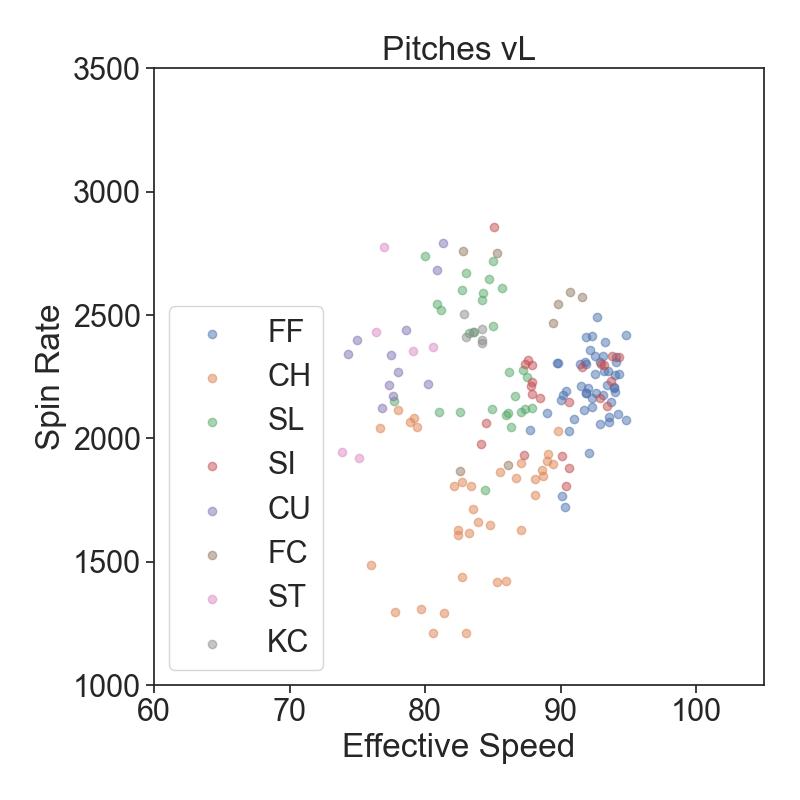 Pitches vL
3500
3000
2500
2000
1500
1000
Spin Rate
FF
CH
SL
SI
CU
FC
ST
KC
60 70 80 90 100
Effective Speed